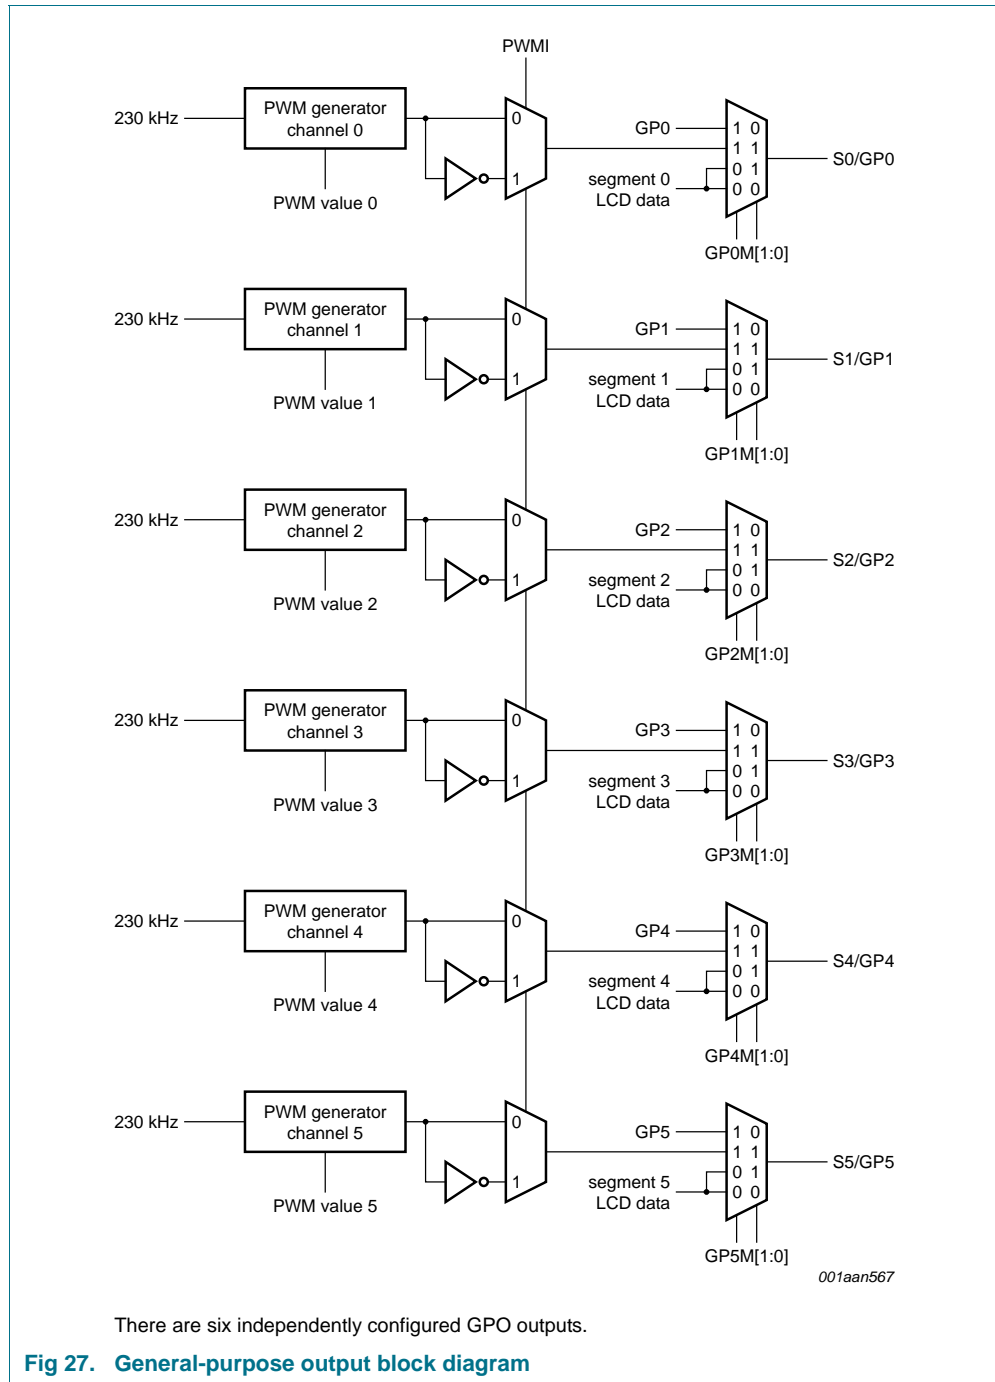 PWMI
230 kHz
PWM generator
channel 0
PWM value 0
0
1
GP0
segment 0
LCD data
1 0
1 1
0 1
0 0
S0/GP0
GP0M[1:0]
230 kHz
PWM generator
channel 1
PWM value 1
0
1
GP1
segment 1
LCD data
1 0
1 1
0 1
0 0
S1/GP1
GP1M[1:0]
230 kHz
PWM generator
channel 2
PWM value 2
0
1
GP2
segment 2
LCD data
1 0
1 1
0 1
0 0
S2/GP2
GP2M[1:0]
230 kHz
PWM generator
channel 3
PWM value 3
0
1
GP3
segment 3
LCD data
1 0
1 1
0 1
0 0
S3/GP3
GP3M[1:0]
230 kHz
PWM generator
channel 4
PWM value 4
0
1
GP4
segment 4
LCD data
1 0
1 1
0 1
0 0
S4/GP4
GP4M[1:0]
230 kHz
PWM generator
channel 5
PWM value 5
0
1
GP5
segment 5
LCD data
1 0
1 1
0 1
0 0
S5/GP5
GP5M[1:0]
001aan567
There are six independently configured GPO outputs.
Fig 27. General-purpose output block diagram